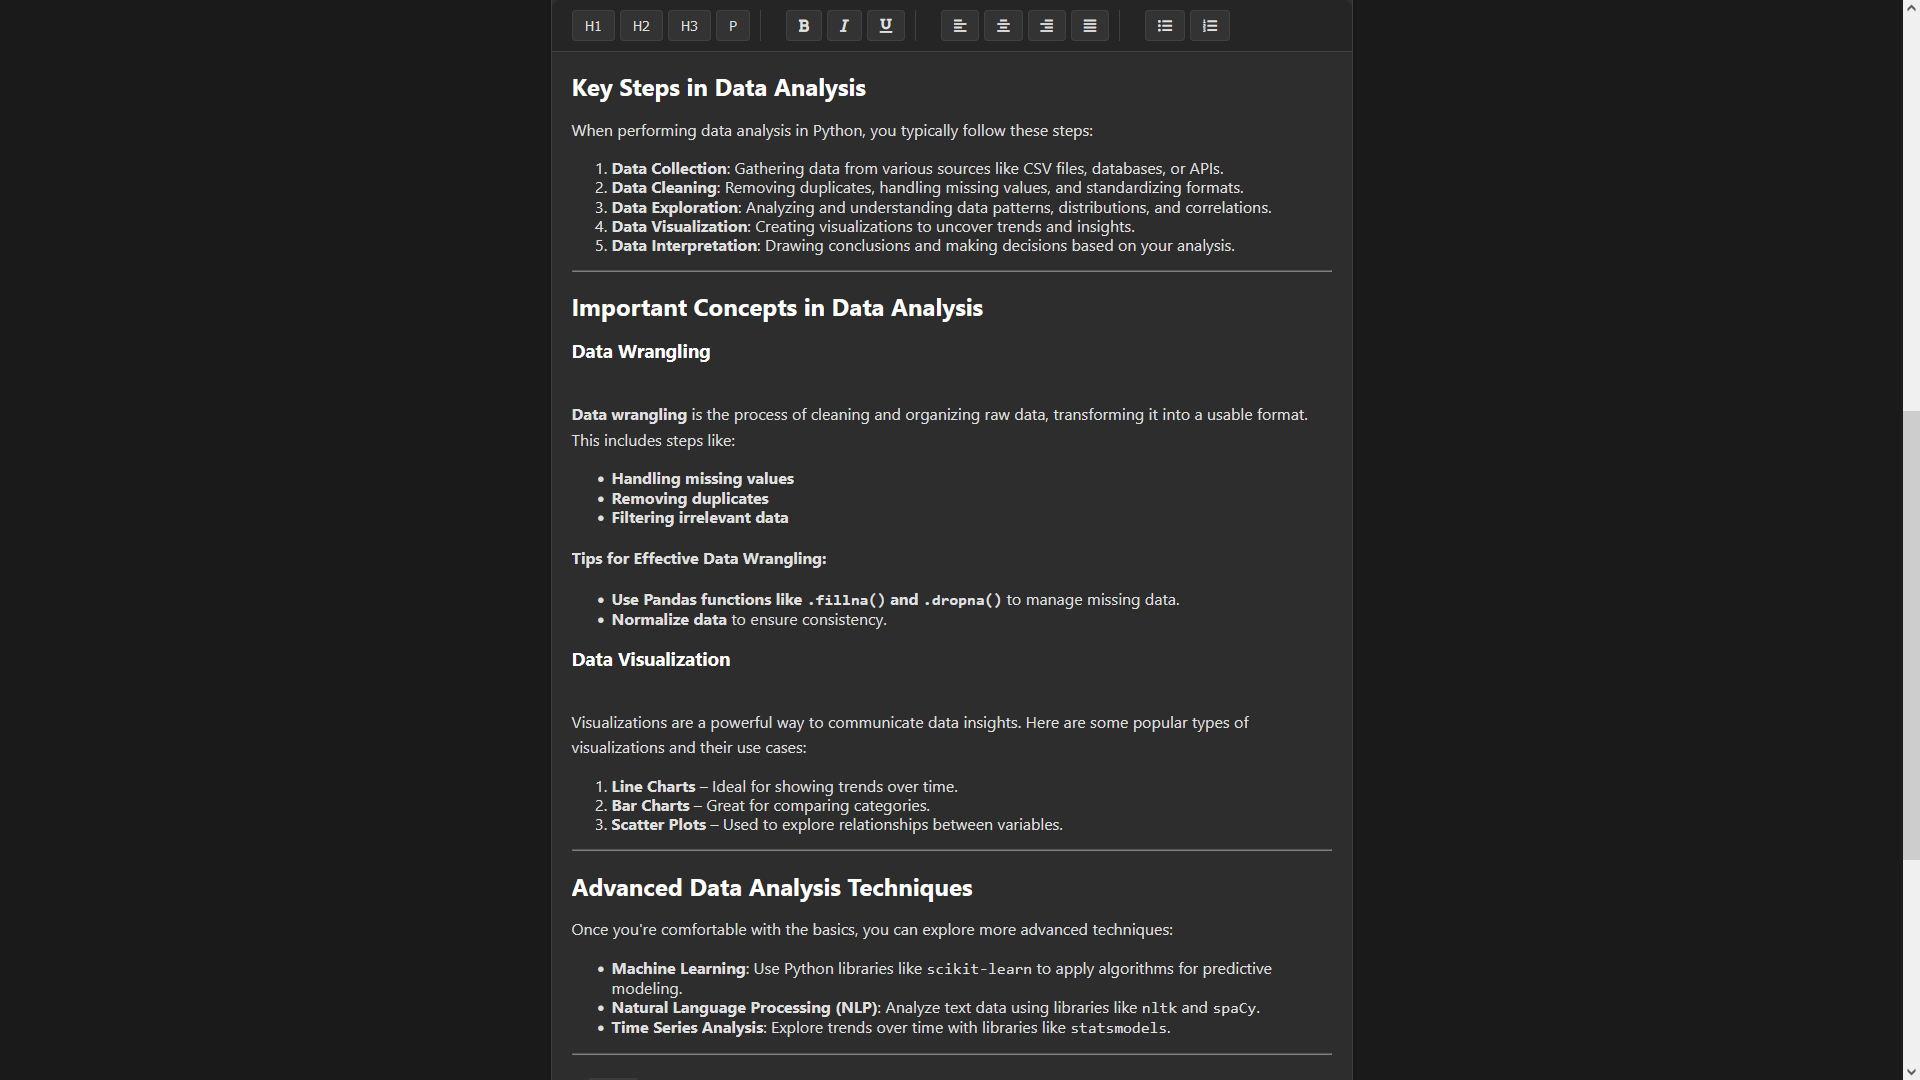 H1 H2 H3 P B I U
Key Steps in Data Analysis
When performing data analysis in Python, you typically follow these steps:
1. Data Collection: Gathering data from various sources like CSV files, databases, or APIs.
2. Data Cleaning: Removing duplicates, handling missing values, and standardizing formats.
3. Data Exploration: Analyzing and understanding data patterns, distributions, and correlations.
4. Data Visualization: Creating visualizations to uncover trends and insights.
5. Data Interpretation: Drawing conclusions and making decisions based on your analysis.
Important Concepts in Data Analysis
Data Wrangling
Data wrangling is the process of cleaning and organizing raw data, transforming it into a usable format.
This includes steps like:
• Handling missing values
• Removing duplicates
• Filtering irrelevant data
Tips for Effective Data Wrangling:
• Use Pandas functions like .fillna() and .dropna() to manage missing data.
• Normalize data to ensure consistency.
Data Visualization
Visualizations are a powerful way to communicate data insights. Here are some popular types of
visualizations and their use cases:
1. Line Charts – Ideal for showing trends over time.
2. Bar Charts – Great for comparing categories.
3. Scatter Plots – Used to explore relationships between variables.
Advanced Data Analysis Techniques
Once you're comfortable with the basics, you can explore more advanced techniques:
• Machine Learning: Use Python libraries like scikit-learn to apply algorithms for predictive
modeling.
• Natural Language Processing (NLP): Analyze text data using libraries like nltk and spaCy.
• Time Series Analysis: Explore trends over time with libraries like statsmodels.